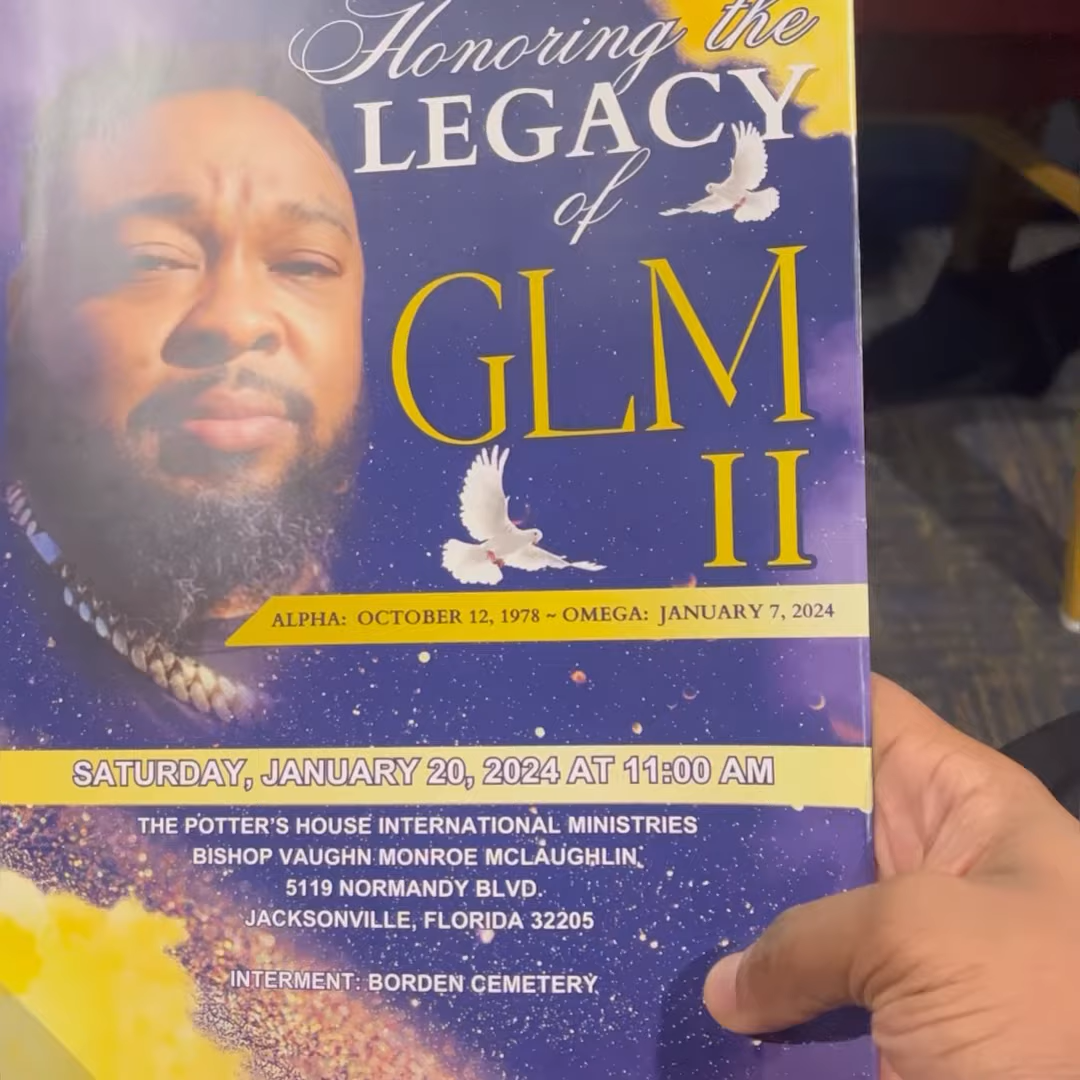 Honoring the
LEGACY
of
GLM
II
ALPHA: OCTOBER 12, 1978 ~ OMEGA: JANUARY 7, 2024
SATURDAY, JANUARY 20, 2024 AT 11:00 AM
THE POTTER'S HOUSE INTERNATIONAL MINISTRIES
BISHOP VAUGHN MONROE MCLAUGHLIN,
5119 NORMANDY BLVD.
JACKSONVILLE, FLORIDA 32205
INTERMENT: BORDEN CEMETERY